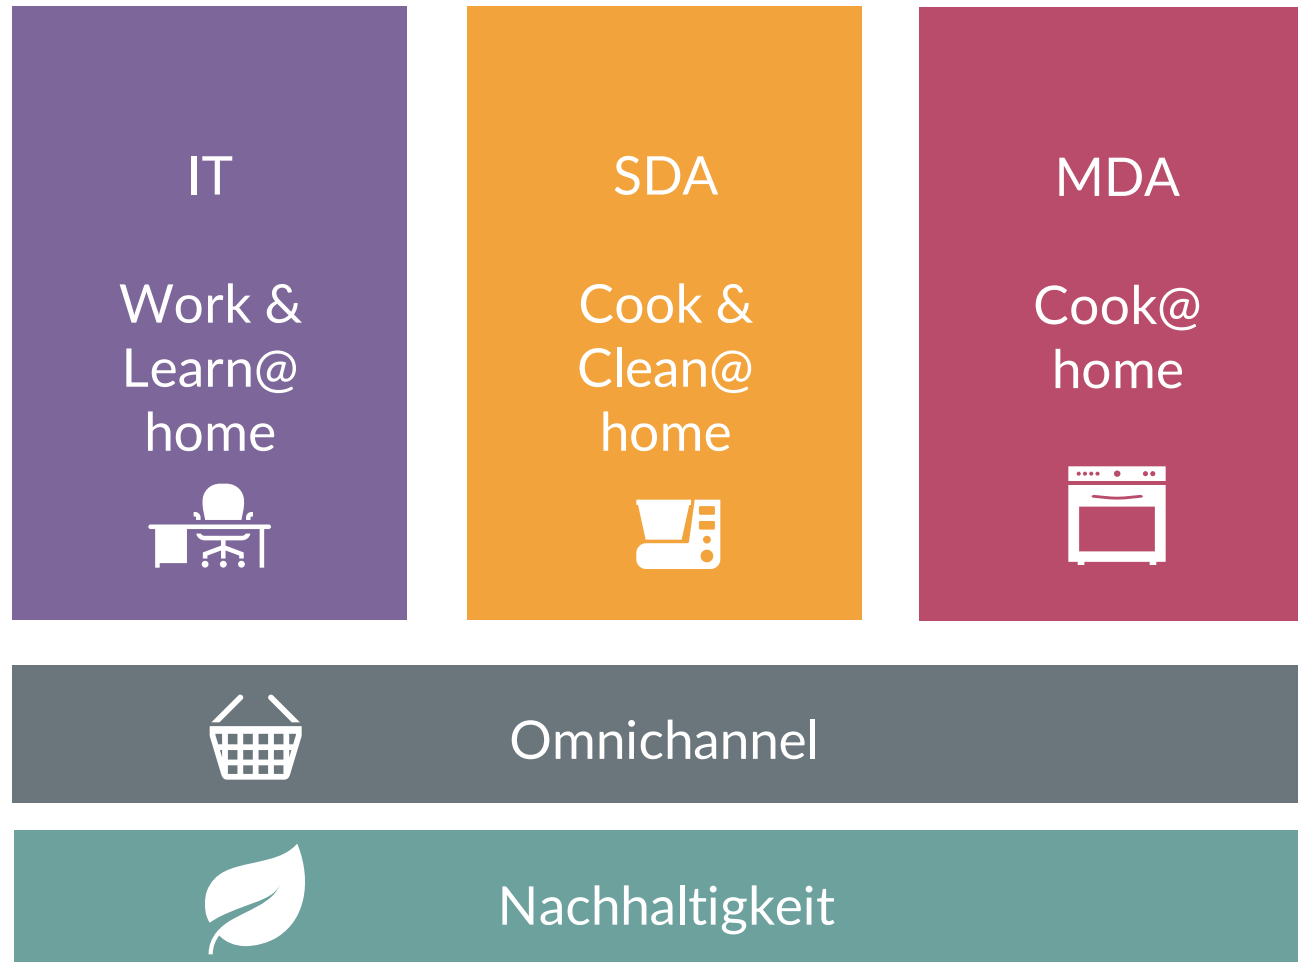 IT
Work &
Learn@
home
SDA
Cook &
Clean@
home
MDA
Cook@
home
Omnichannel
Nachhaltigkeit